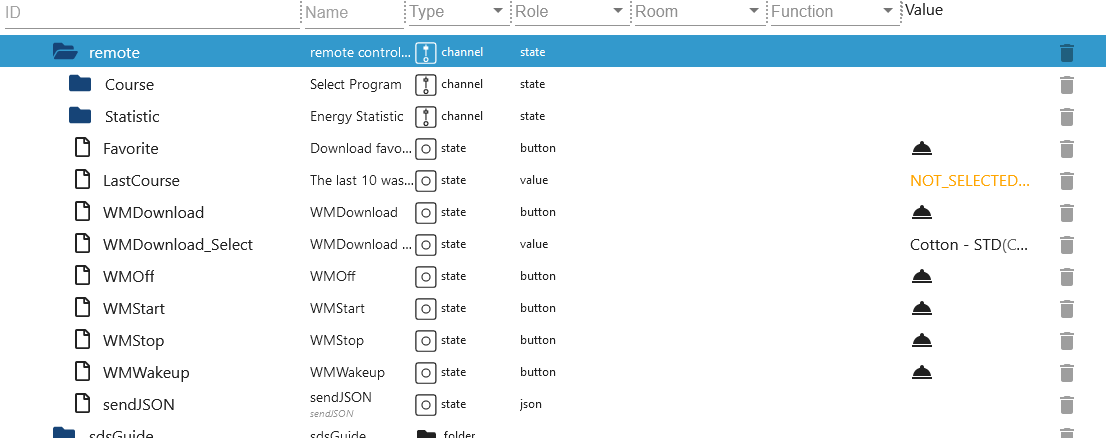 ID Name Type Role Room Function Value
remote remote control... channel state
Course Select Program channel state
Statistic Energy Statistic channel state
Favorite Download favo... state button
LastCourse The last 10 was... state value NOT_SELECTED...
WMDownload WMDownload state button
WMDownload_Select WMDownload ... state value Cotton - STD(C...
WMOff WMOff state button
WMStart WMStart state button
WMStop WMStop state button
WMWakeup WMWakeup state button
sendJSON sendJSON state json
sendJSON
sdsGuide sdsGuide folder